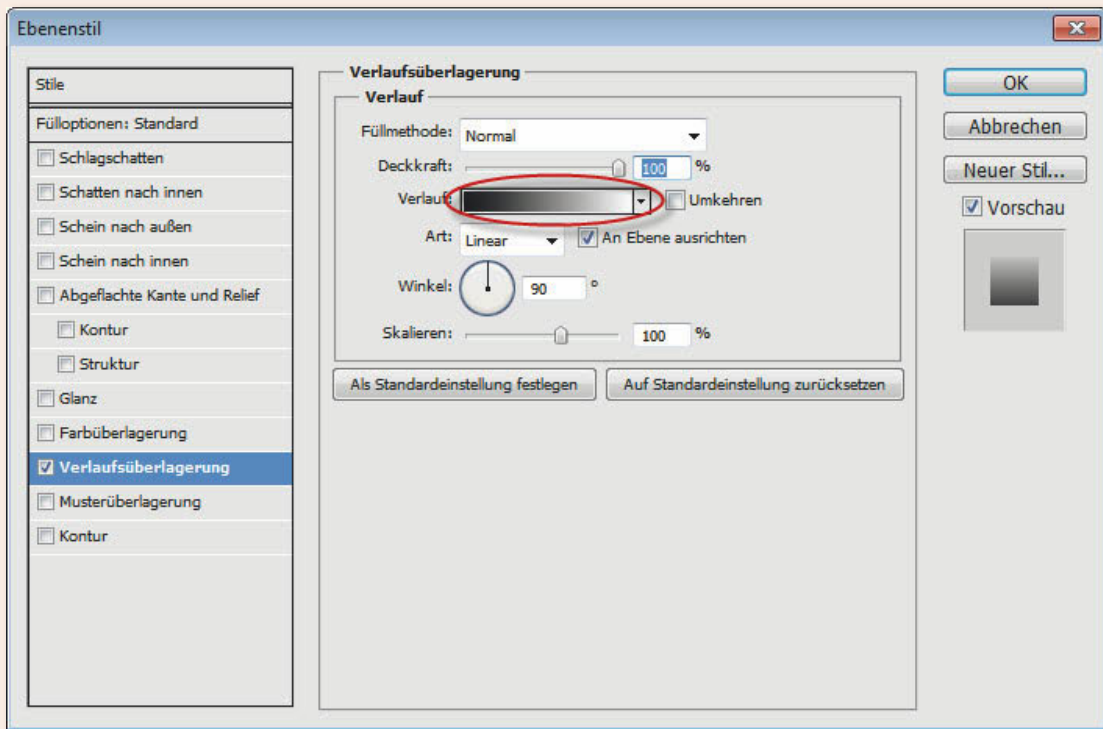 Ebenenstil
Stile
Fülloptionen: Standard
Schlagschatten
Schatten nach innen
Schein nach außen
Schein nach innen
Abgeflachte Kante und Relief
Kontur
Struktur
Glanz
Farbüberlagerung
Verlaufsüberlagerung
Musterüberlagerung
Kontur
Verlaufsüberlagerung
Verlauf
Füllmethode: Normal
Deckkraft: 100 %
Verlauf: Umkehren
Art: Linear An Ebene ausrichten
Winkel: 90 °
Skalieren: 100 %
Als Standardeinstellung festlegen Auf Standardeinstellung zurücksetzen
OK
Abbrechen
Neuer Stil...
Vorschau